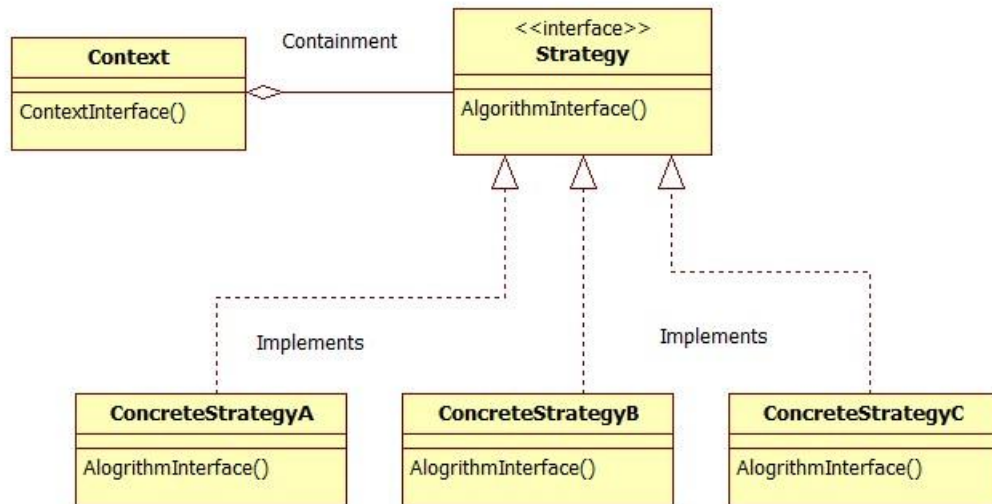 Context
ContextInterface()
Containment
<<interface>>
Strategy
AlgorithmInterface()
Implements
Implements
ConcreteStrategyA
AlogrithmInterface()
ConcreteStrategyB
AlogrithmInterface()
ConcreteStrategyC
AlogrithmInterface()